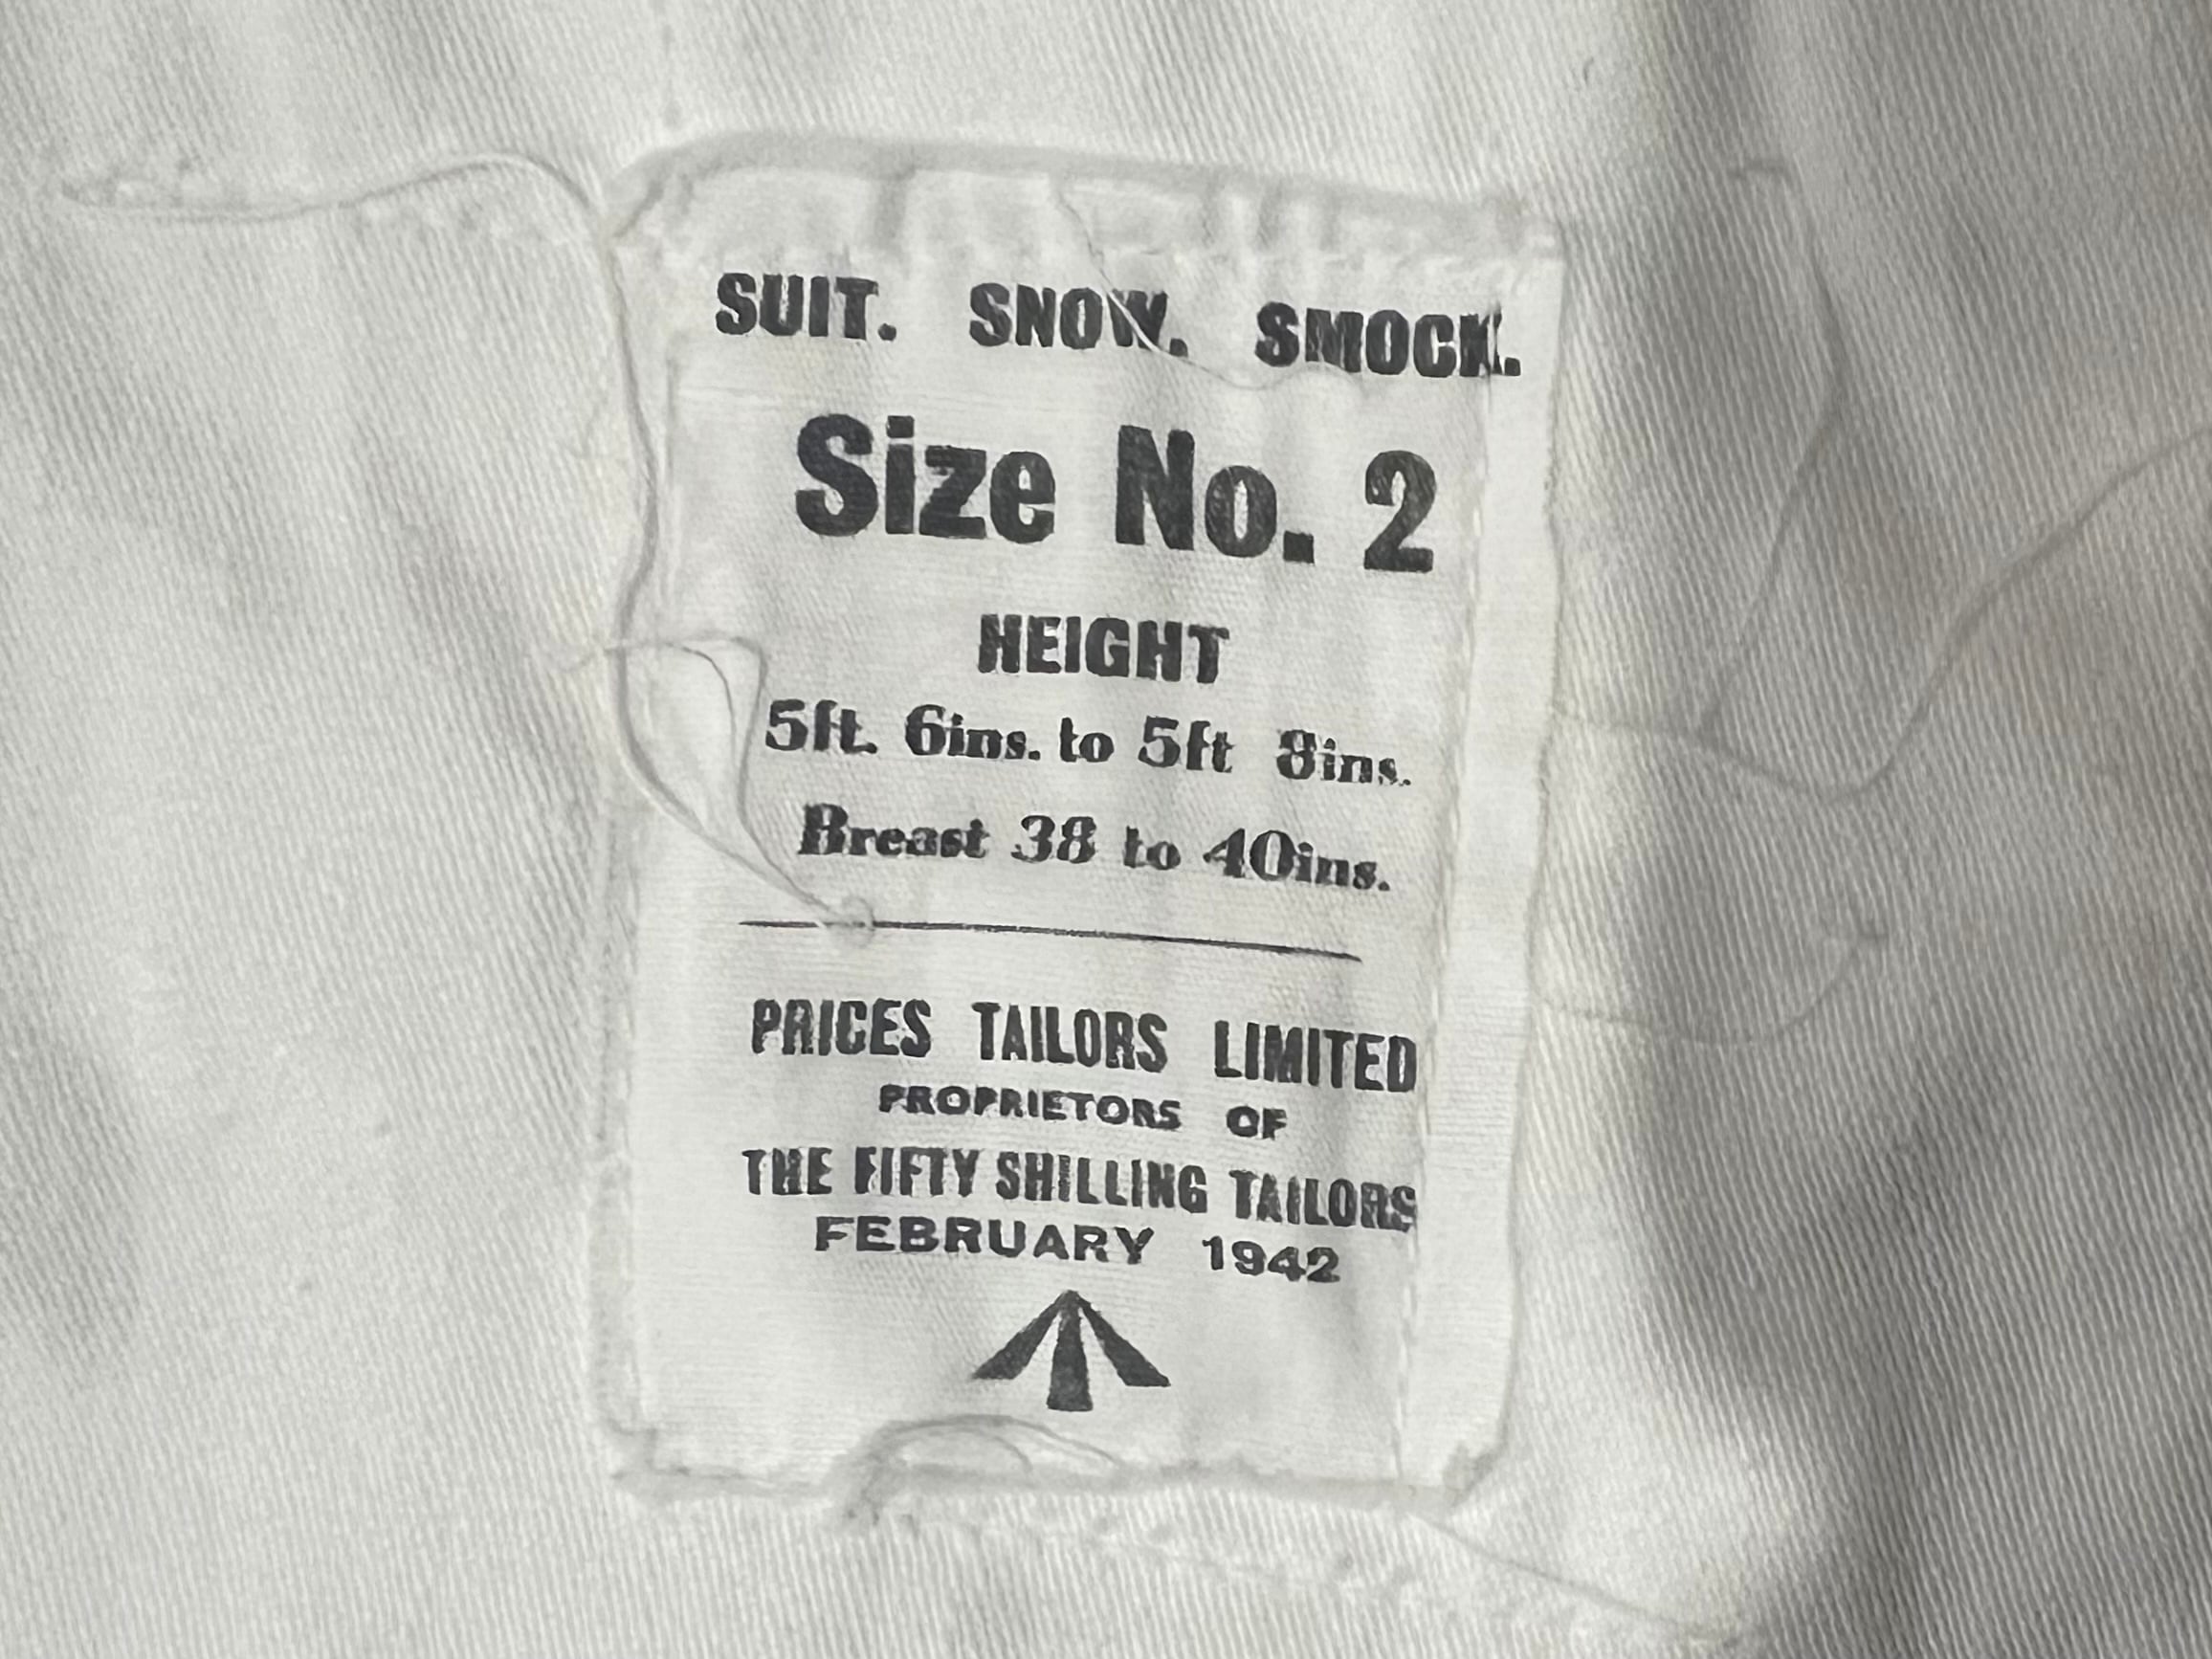 SUIT. SNOW. SMOCK.
Size No. 2
HEIGHT
5ft. 6ins. to 5ft 8ins.
Breast 38 to 40ins.
PRICES TAILORS LIMITED
PROPRIETORS OF
THE FIFTY SHILLING TAILORS
FEBRUARY 1942